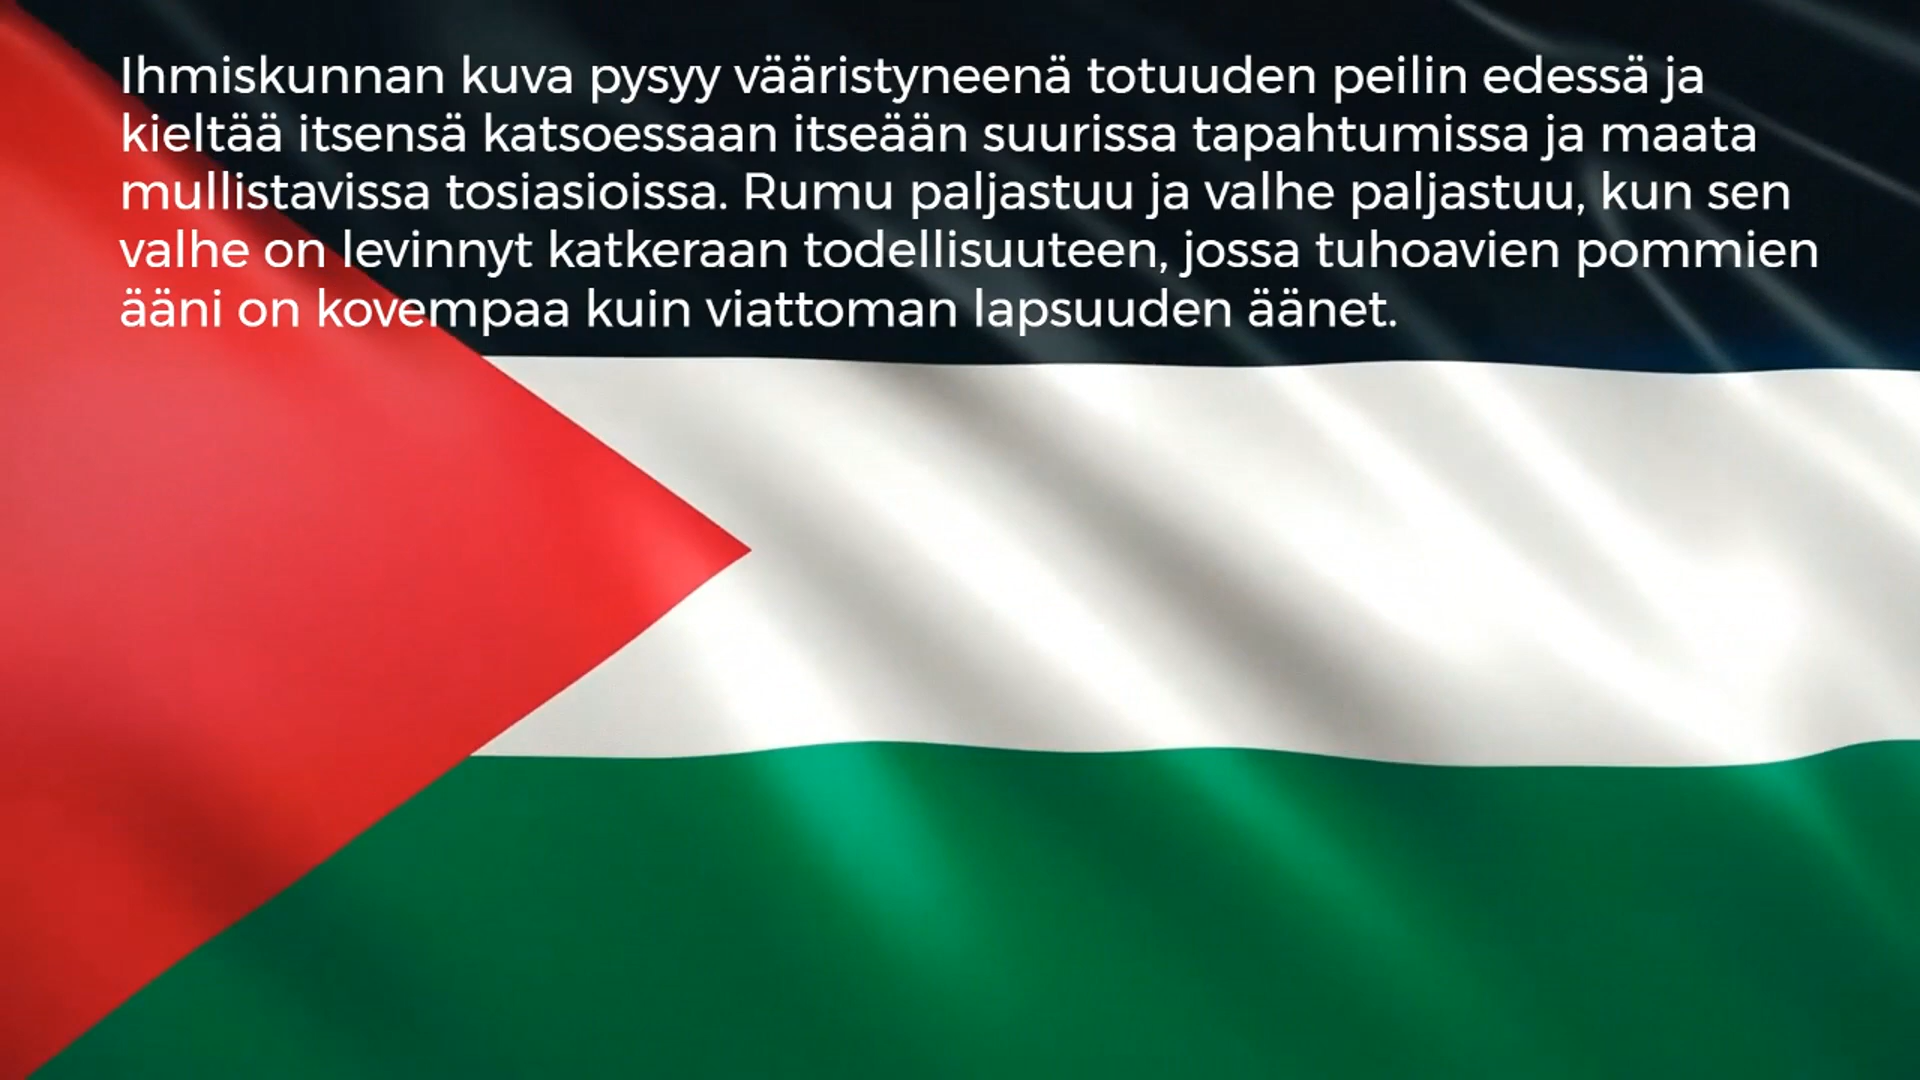 Ihmiskunnan kuva pysyy vääristyneenä totuuden peilin edessä ja
kieltää itsensä katsoessaan itseään suurissa tapahtumissa ja maata
mullistavissa tosiasioissa. Rumu paljastuu ja valhe paljastuu, kun sen
valhe on levinnyt katkeraan todellisuuteen, jossa tuhoavien pommien
ääni on kovempaa kuin viattoman lapsuuden äänet.